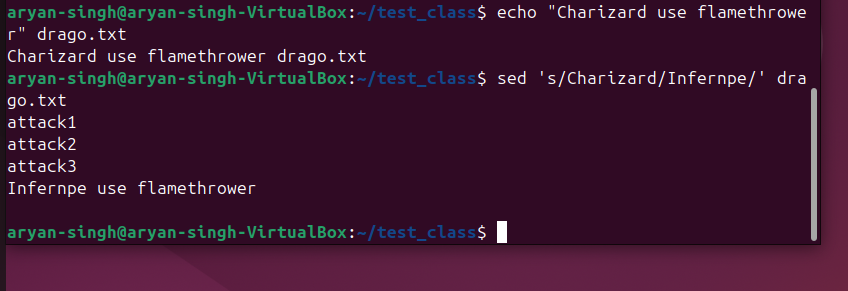 aryan-singh@aryan-singh-VirtualBox:~/test_class$ echo "Charizard use flamethrowe
r" drago.txt
Charizard use flamethrower drago.txt
aryan-singh@aryan-singh-VirtualBox:~/test_class$ sed 's/Charizard/Infernpe/' dra
go.txt
attack1
attack2
attack3
Infernpe use flamethrower
aryan-singh@aryan-singh-VirtualBox:~/test_class$